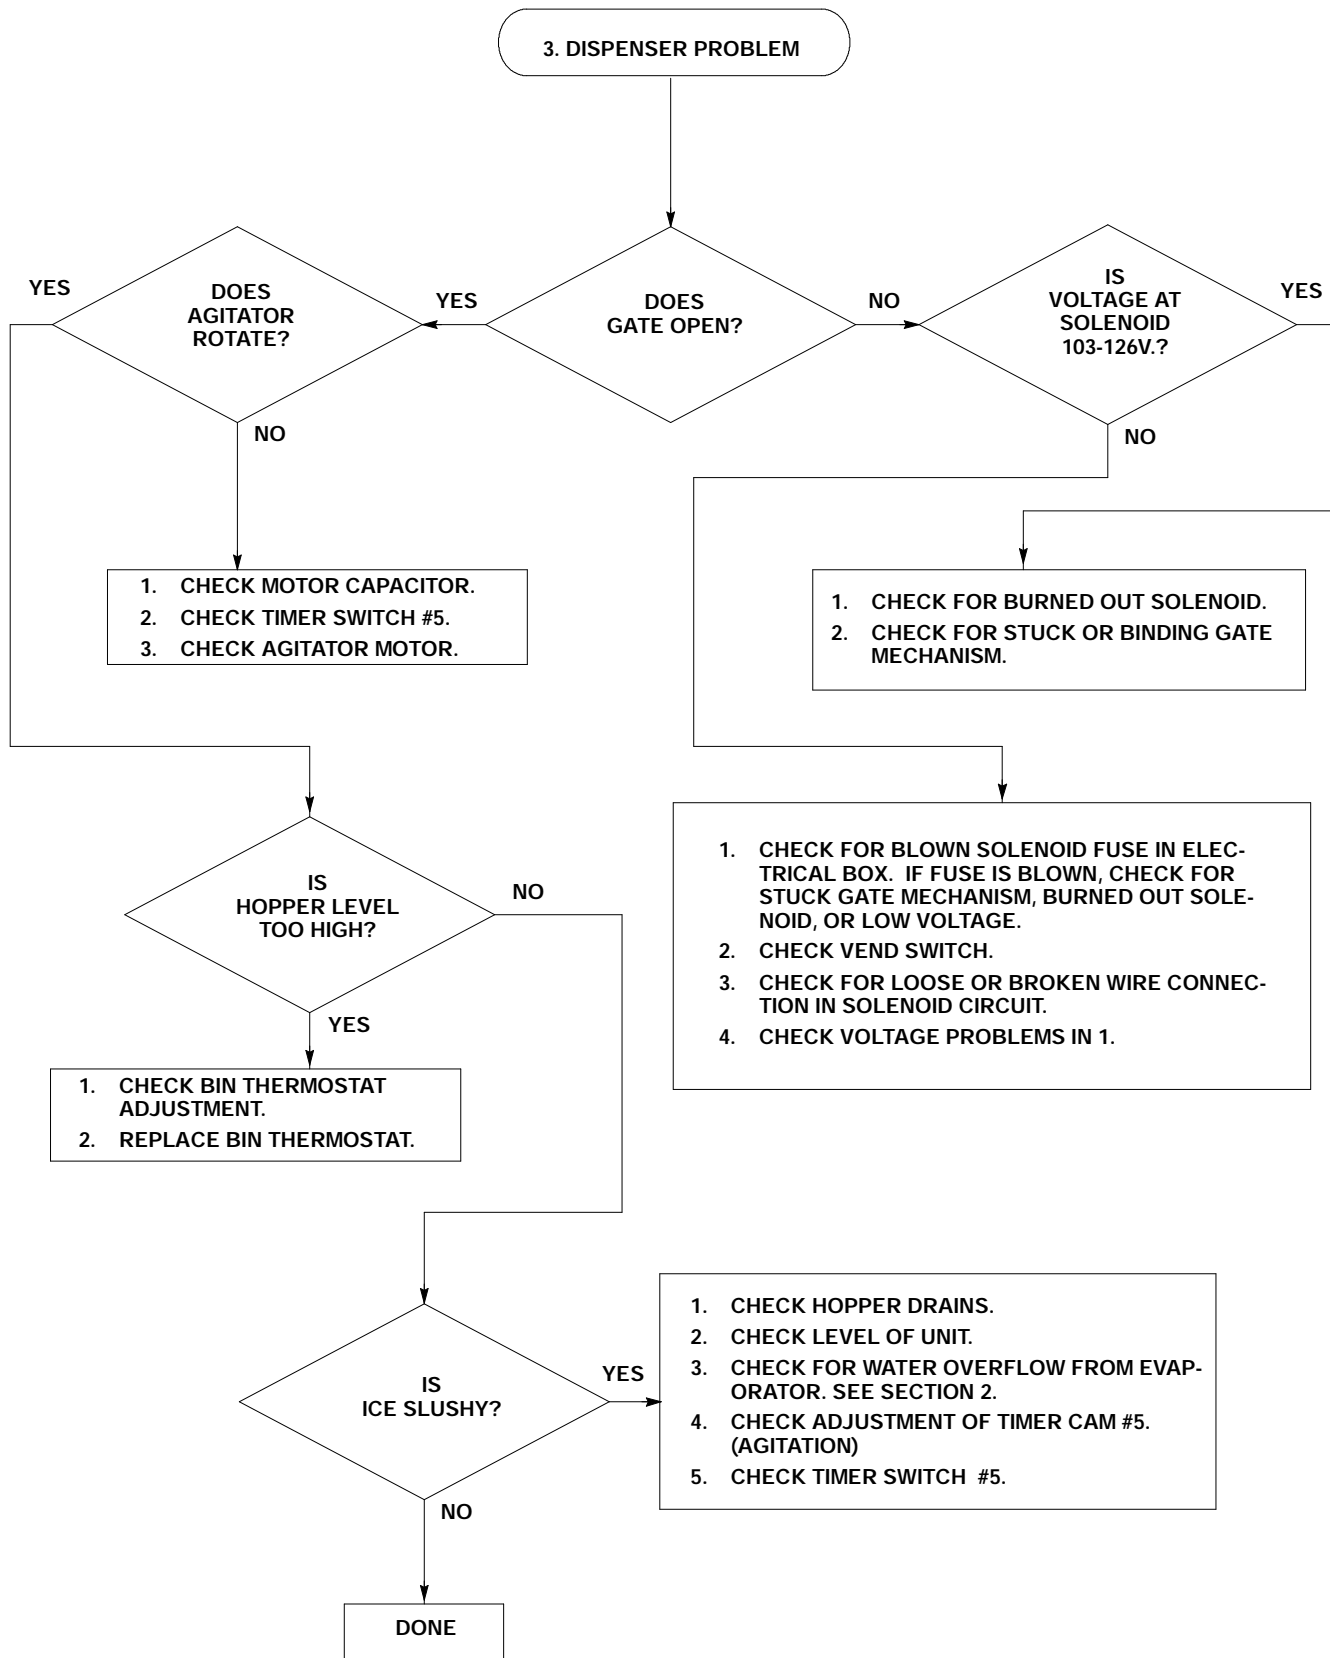 3. DISPENSER PROBLEM
YES
DOES
AGITATOR
ROTATE?
YES
DOES
GATE OPEN?
NO
IS
VOLTAGE AT
SOLENOID
103-126V.?
YES
NO
NO
1. CHECK MOTOR CAPACITOR.
2. CHECK TIMER SWITCH #5.
3. CHECK AGITATOR MOTOR.
1. CHECK FOR BURNED OUT SOLENOID.
2. CHECK FOR STUCK OR BINDING GATE
MECHANISM.
IS
HOPPER LEVEL
TOO HIGH?
NO
YES
1. CHECK FOR BLOWN SOLENOID FUSE IN ELEC-
TRICAL BOX. IF FUSE IS BLOWN, CHECK FOR
STUCK GATE MECHANISM, BURNED OUT SOLE-
NOID, OR LOW VOLTAGE.
2. CHECK VEND SWITCH.
3. CHECK FOR LOOSE OR BROKEN WIRE CONNEC-
TION IN SOLENOID CIRCUIT.
4. CHECK VOLTAGE PROBLEMS IN 1.
1. CHECK BIN THERMOSTAT
ADJUSTMENT.
2. REPLACE BIN THERMOSTAT.
IS
ICE SLUSHY?
YES
1. CHECK HOPPER DRAINS.
2. CHECK LEVEL OF UNIT.
3. CHECK FOR WATER OVERFLOW FROM EVAP-
ORATOR. SEE SECTION 2.
4. CHECK ADJUSTMENT OF TIMER CAM #5.
(AGITATION)
5. CHECK TIMER SWITCH #5.
NO
DONE